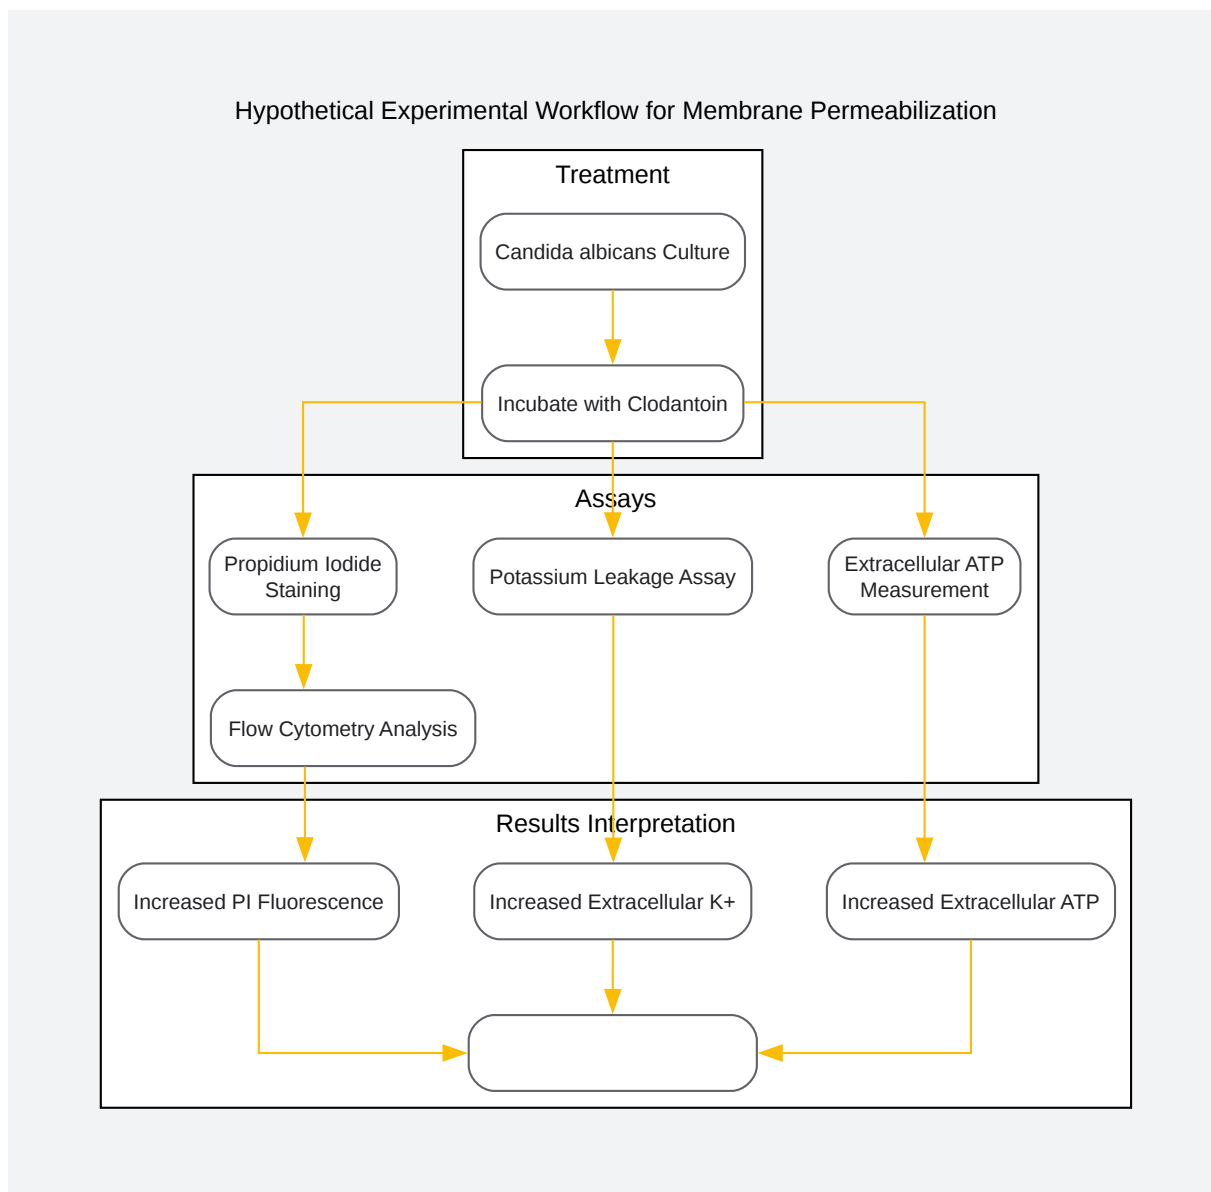 Hypothetical Experimental Workflow for Membrane Permeabilization
Treatment
Candida albicans Culture
Incubate with Clodantoin
Assays
Propidium Iodide
Staining
Potassium Leakage Assay
Extracellular ATP
Measurement
Flow Cytometry Analysis
Results Interpretation
Increased PI Fluorescence
Increased Extracellular K+
Increased Extracellular ATP